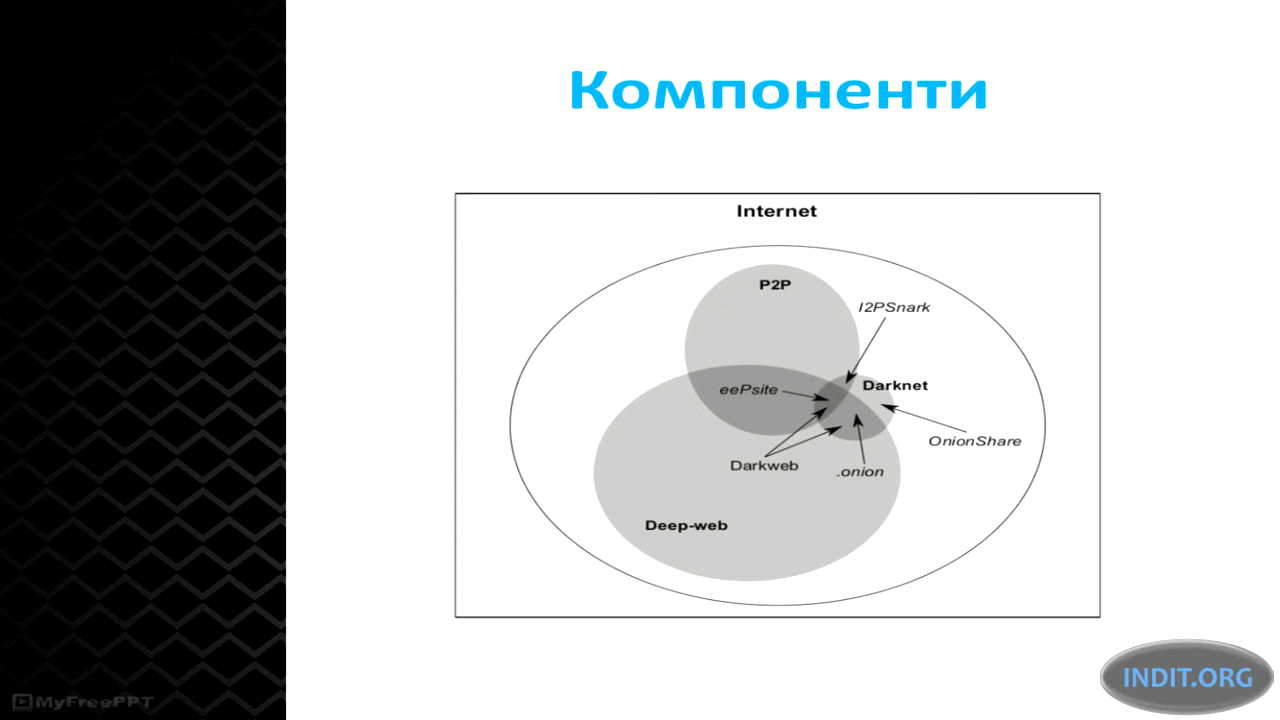 Компоненти
Internet
P2P
I2PSnark
eePsite
Darknet
OnionShare
Darkweb
.onion
Deep-web
INDIT.ORG
MyFreePPT